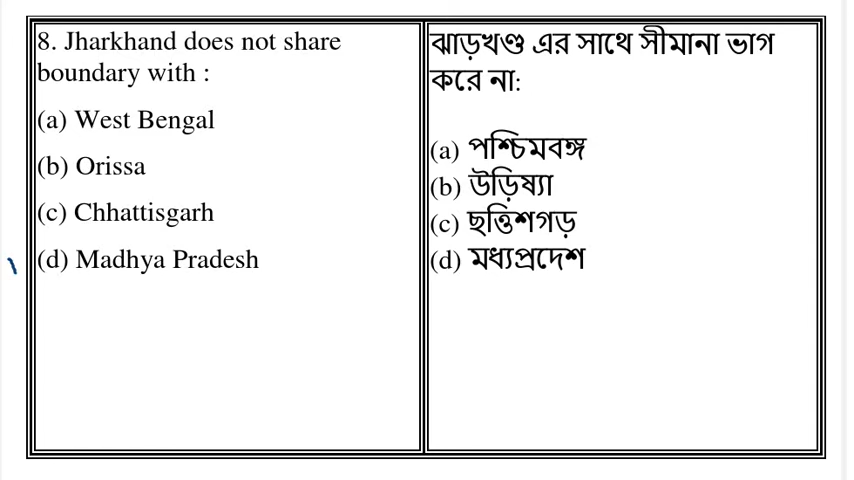 8. Jharkhand does not share
boundary with :
(a) West Bengal
(b) Orissa
(c) Chhattisgarh
(d) Madhya Pradesh
ঝাড়খণ্ড এর সাথে সীমানা ভাগ
করে না:
(a) পশ্চিমবঙ্গ
(b) উড়িষ্যা
(c) ছত্তিশগড়
(d) মধ্যপ্রদেশ